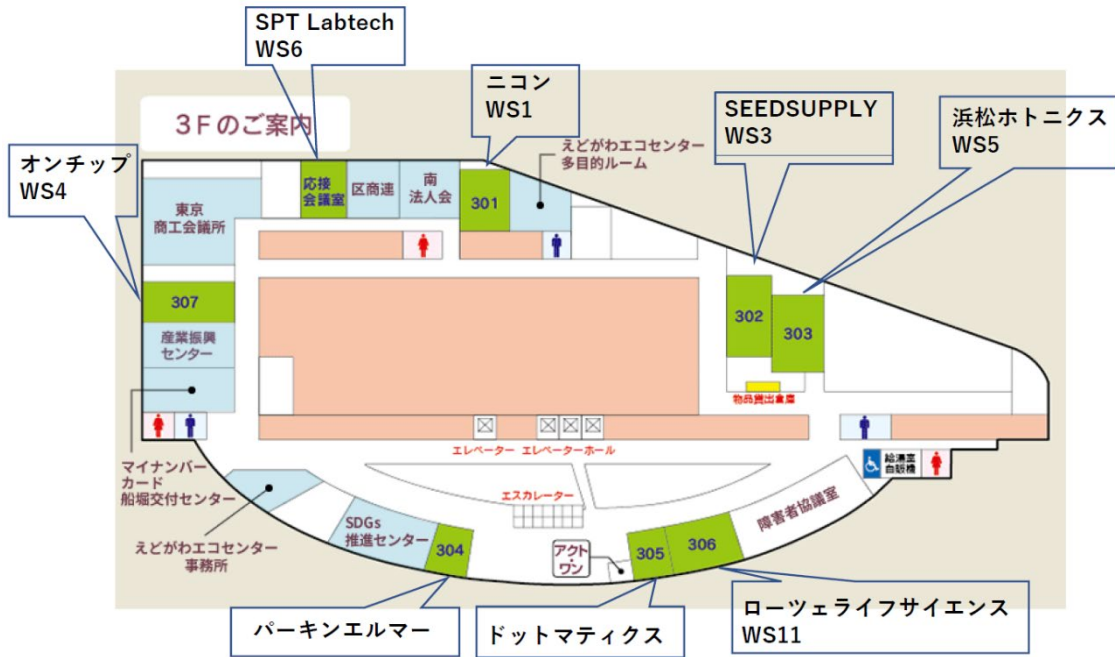 SPT Labtech
WS6
ニコン
WS1
SEEDSUPPLY
WS3
浜松ホトニクス
WS5
3Fのご案内
えどがわエコセンター
多目的ルーム
オンチップ
WS4
東京
商工会議所
応接
会議室
区商連
南
法人会
301
307
産業振興
センター
302
303
物品貸出倉庫
エレベーター
エレベーターホール
マイナンバー
カード
船堀交付センター
エスカレーター
給湯室
自販機
えどがわエコセンター
事務所
SDGs
推進センター
304
アクト・
ワン
305
306
障害者協議室
パーキンエルマー
ドットマティクス
ローツェライフサイエンス
WS11